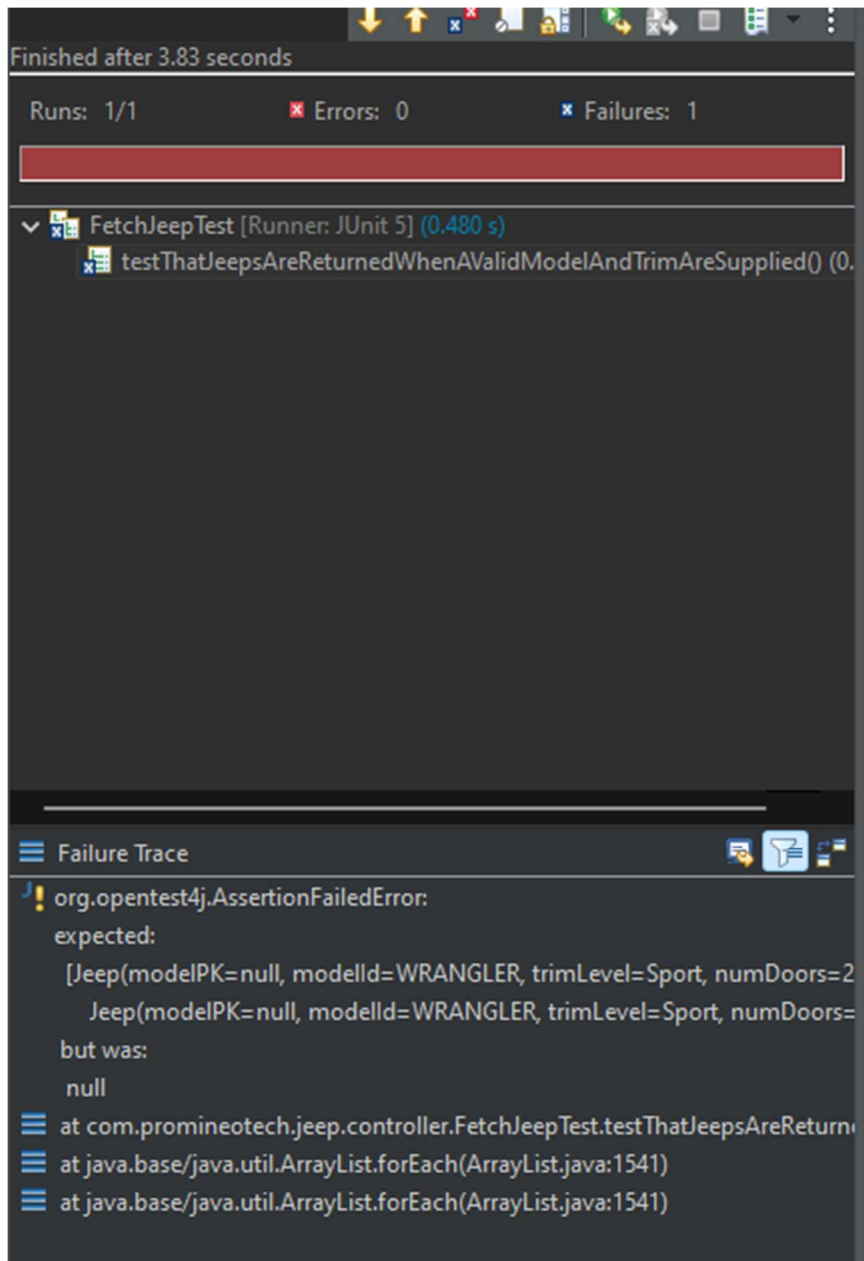 Finished after 3.83 seconds
Runs: 1/1 Errors: 0 Failures: 1
FetchJeepTest [Runner: JUnit 5] (0.480 s)
testThatJeepsAreReturnedWhenAValidModelAndTrimAreSupplied() (0.
Failure Trace
org.opentest4j.AssertionFailedError:
expected:
[Jeep(modelPK=null, modelId=WRANGLER, trimLevel=Sport, numDoors=2
Jeep(modelPK=null, modelId=WRANGLER, trimLevel=Sport, numDoors=
but was:
null
at com.promineotech.jeep.controller.FetchJeepTest.testThatJeepsAreReturne
at java.base/java.util.ArrayList.forEach(ArrayList.java:1541)
at java.base/java.util.ArrayList.forEach(ArrayList.java:1541)